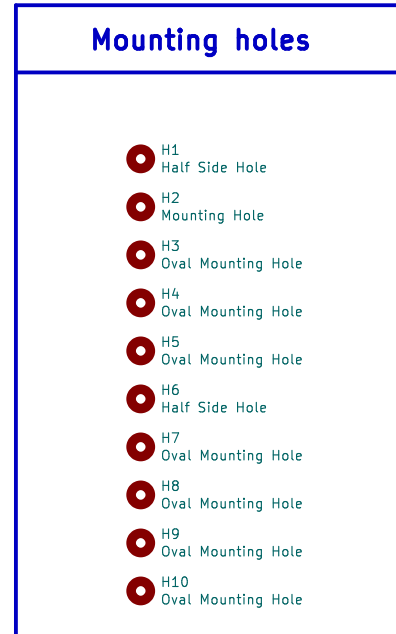 Mounting holes
H1
Half Side Hole
H2
Mounting Hole
H3
Oval Mounting Hole
H4
Oval Mounting Hole
H5
Oval Mounting Hole
H6
Half Side Hole
H7
Oval Mounting Hole
H8
Oval Mounting Hole
H9
Oval Mounting Hole
H10
Oval Mounting Hole